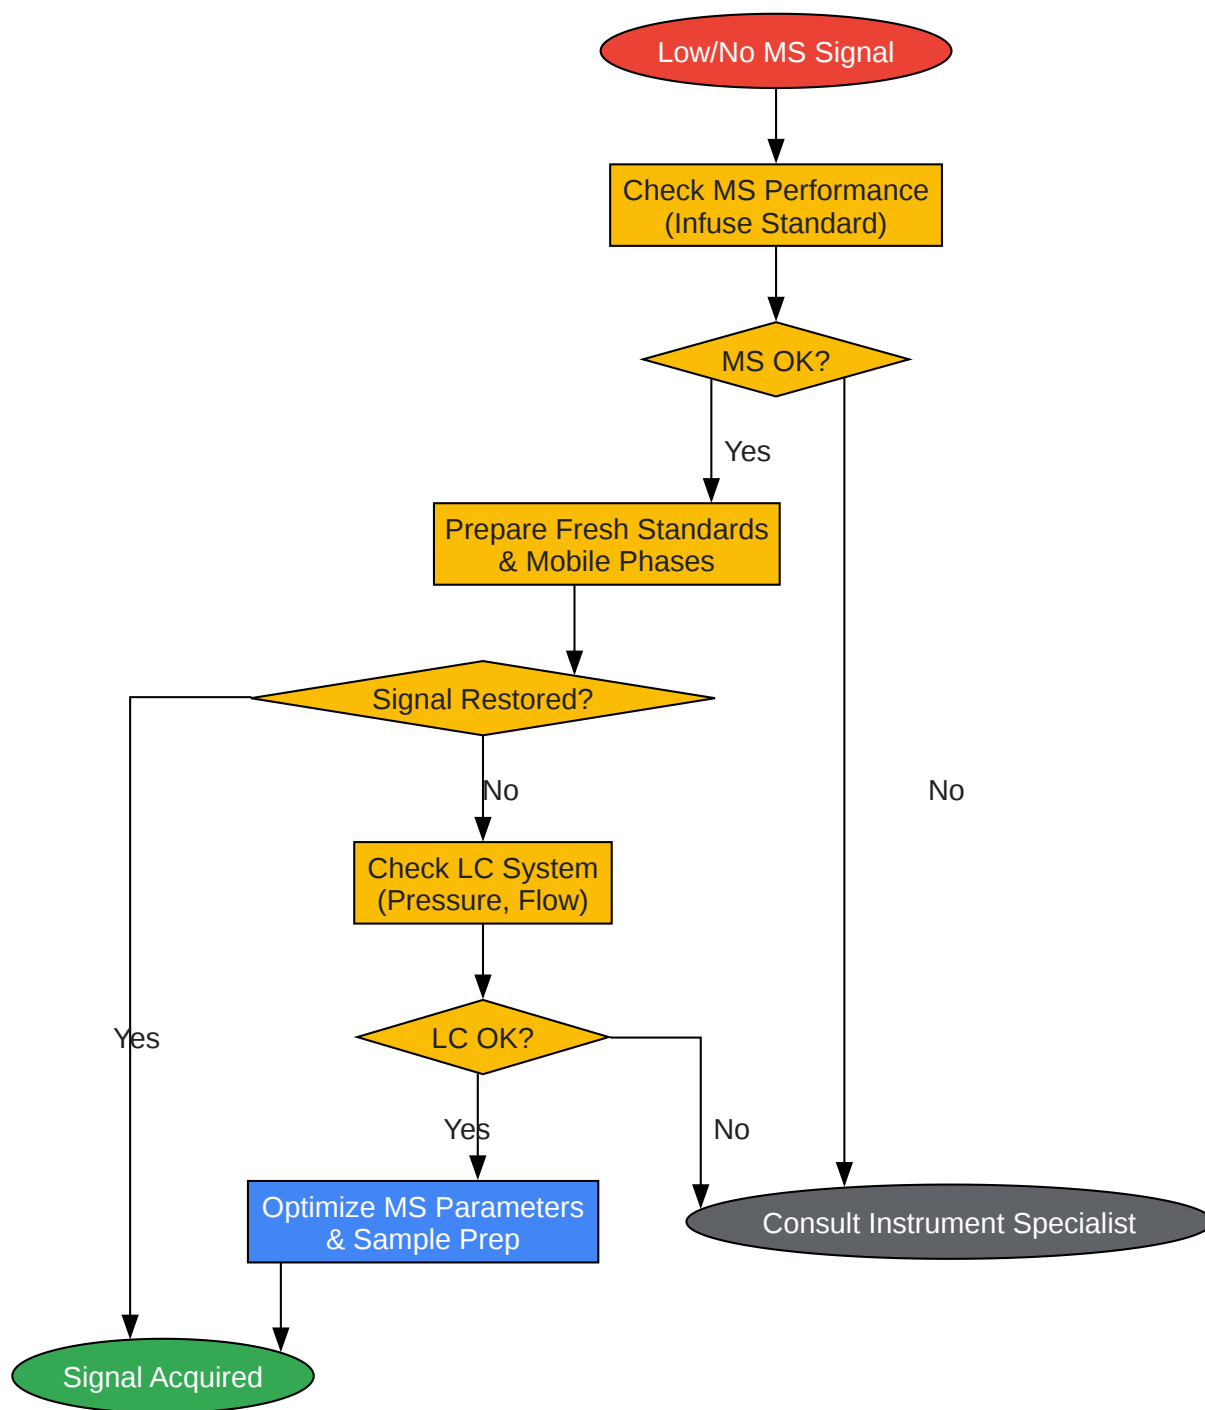 Low/No MS Signal
Check MS Performance
(Infuse Standard)
MS OK?
Yes
Prepare Fresh Standards
& Mobile Phases
Signal Restored?
No
No
Check LC System
(Pressure, Flow)
Yes
LC OK?
Yes
No
Optimize MS Parameters
& Sample Prep
Consult Instrument Specialist
Signal Acquired